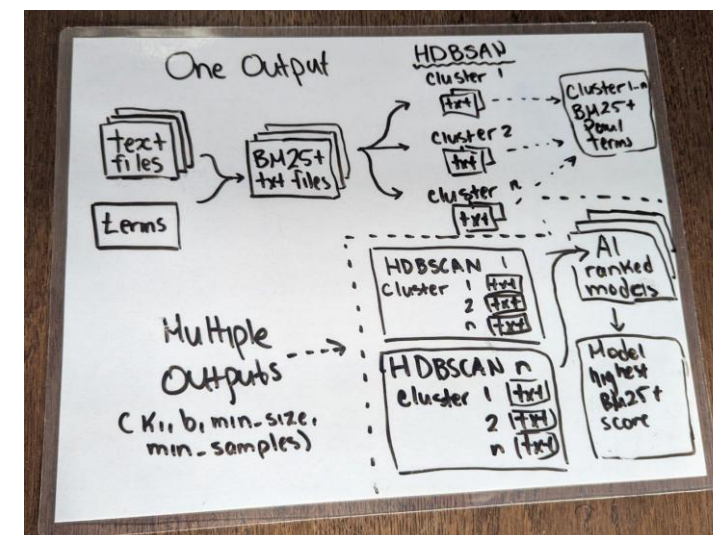 One Output
text
files
terms
BM25+
txt files
HDBSAN
cluster 1
txt
cluster 2
txt
cluster n
txt
Cluster 1-n
BM25+
terms
Multiple
Outputs
( K1, b, min_size,
min_samples)
HDBSCAN 1
cluster 1 txt
2 txt
n txt
HDBSCAN n
cluster 1 txt
2 txt
n txt
AI
ranked
models
Model
highest
BM25+
score